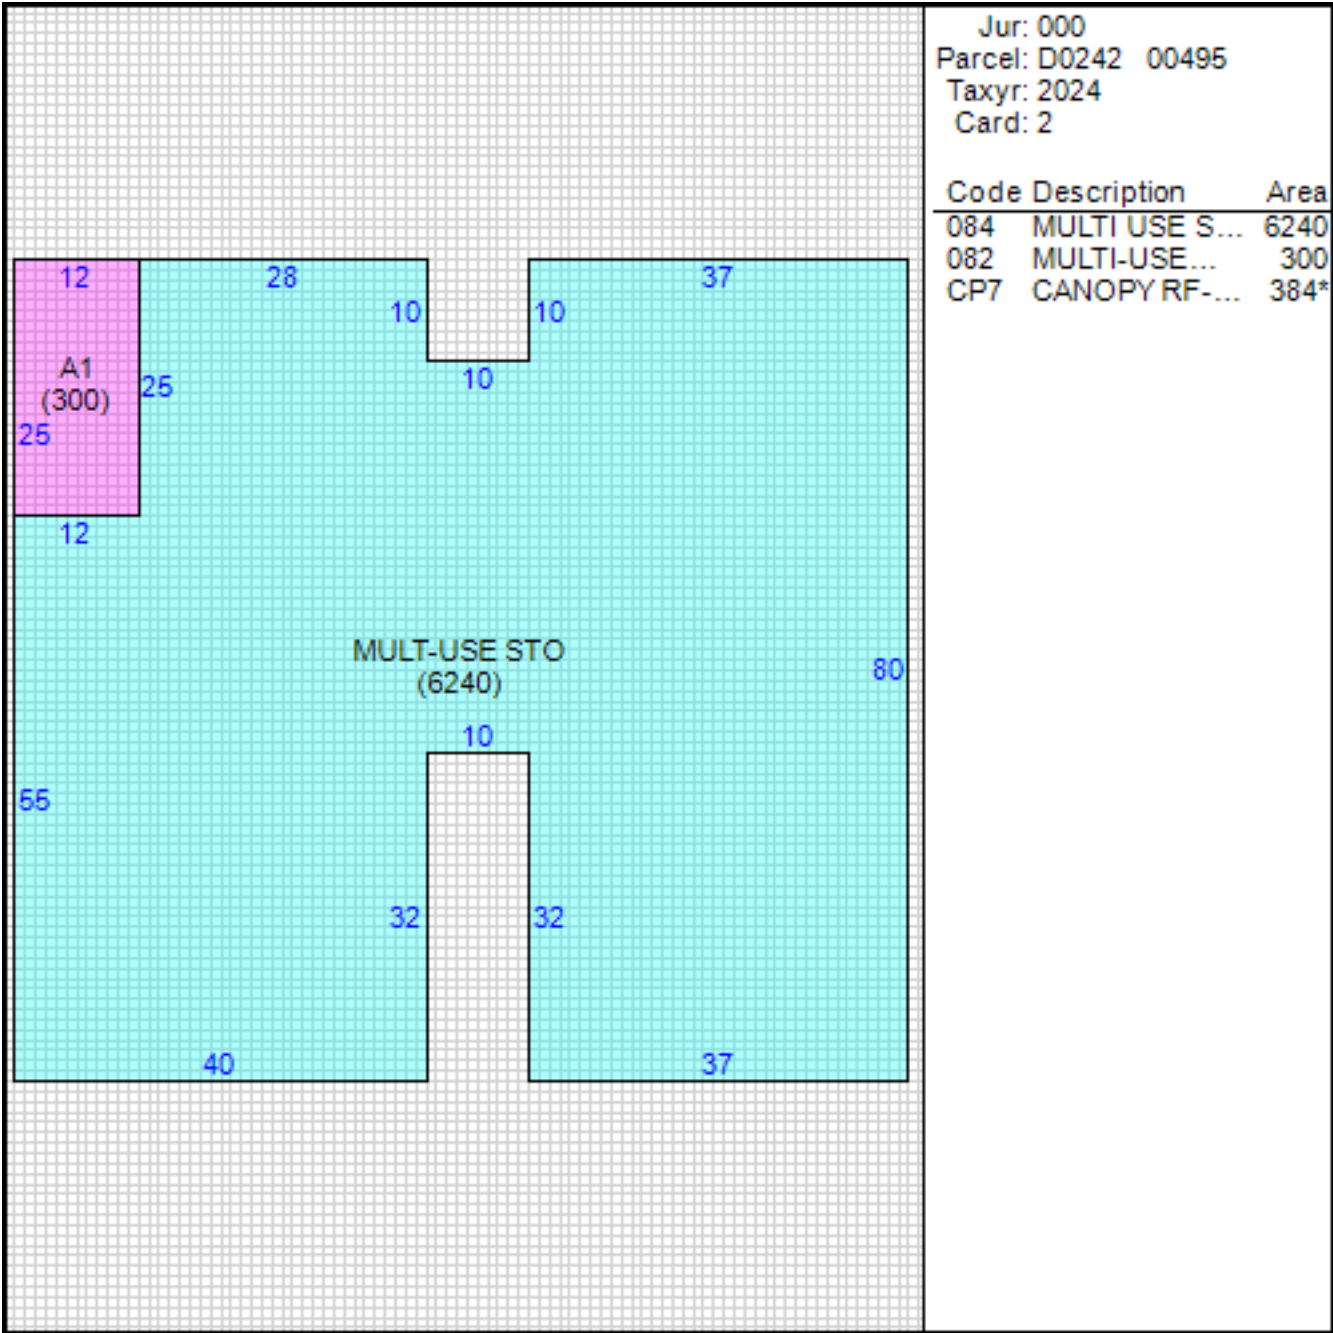 Jur: 000
Parcel: D0242 00495
Taxyr: 2024
Card: 2
Code Description Area
084 MULTI USE S... 6240
082 MULTI-USE... 300
CP7 CANOPY RF-... 384*
12
28
37
10
10
10
A1
(300)
25
25
12
MULT-USE STO
(6240)
80
10
55
32
32
40
37